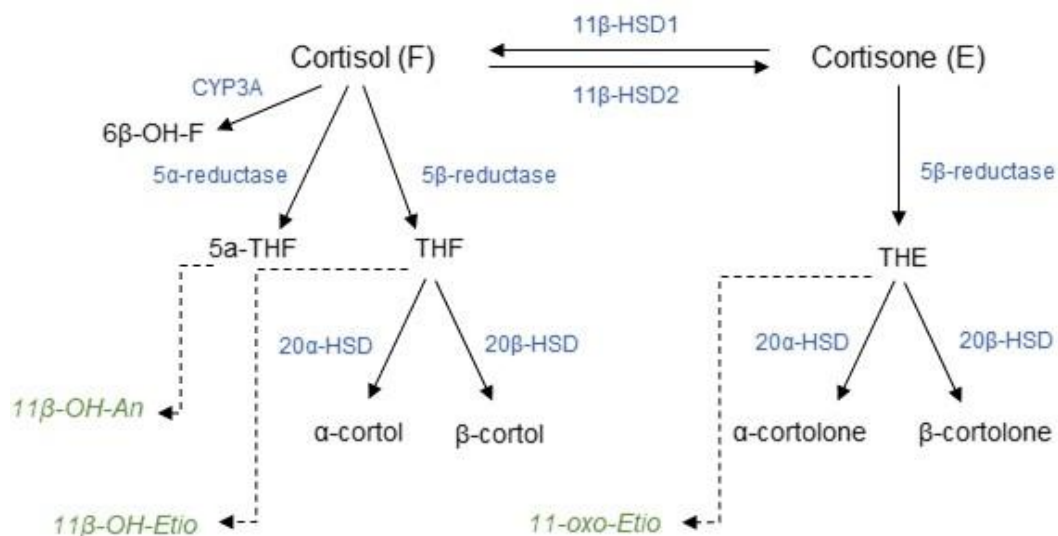 11β-HSD1
Cortisol (F)
Cortisone (E)
11β-HSD2
CYP3A
6β-OH-F
5α-reductase
5β-reductase
5β-reductase
5a-THF
THF
THE
20α-HSD
20β-HSD
20α-HSD
20β-HSD
11β-OH-An
α-cortol
β-cortol
α-cortolone
β-cortolone
11β-OH-Etio
11-oxo-Etio